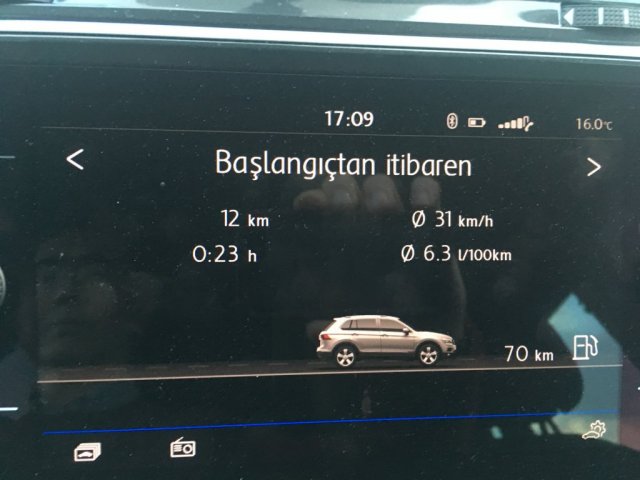 17:09 16.0°C
< Başlangıçtan itibaren >
12 km Ø 31 km/h
0:23 h Ø 6.3 l/100km
70 km